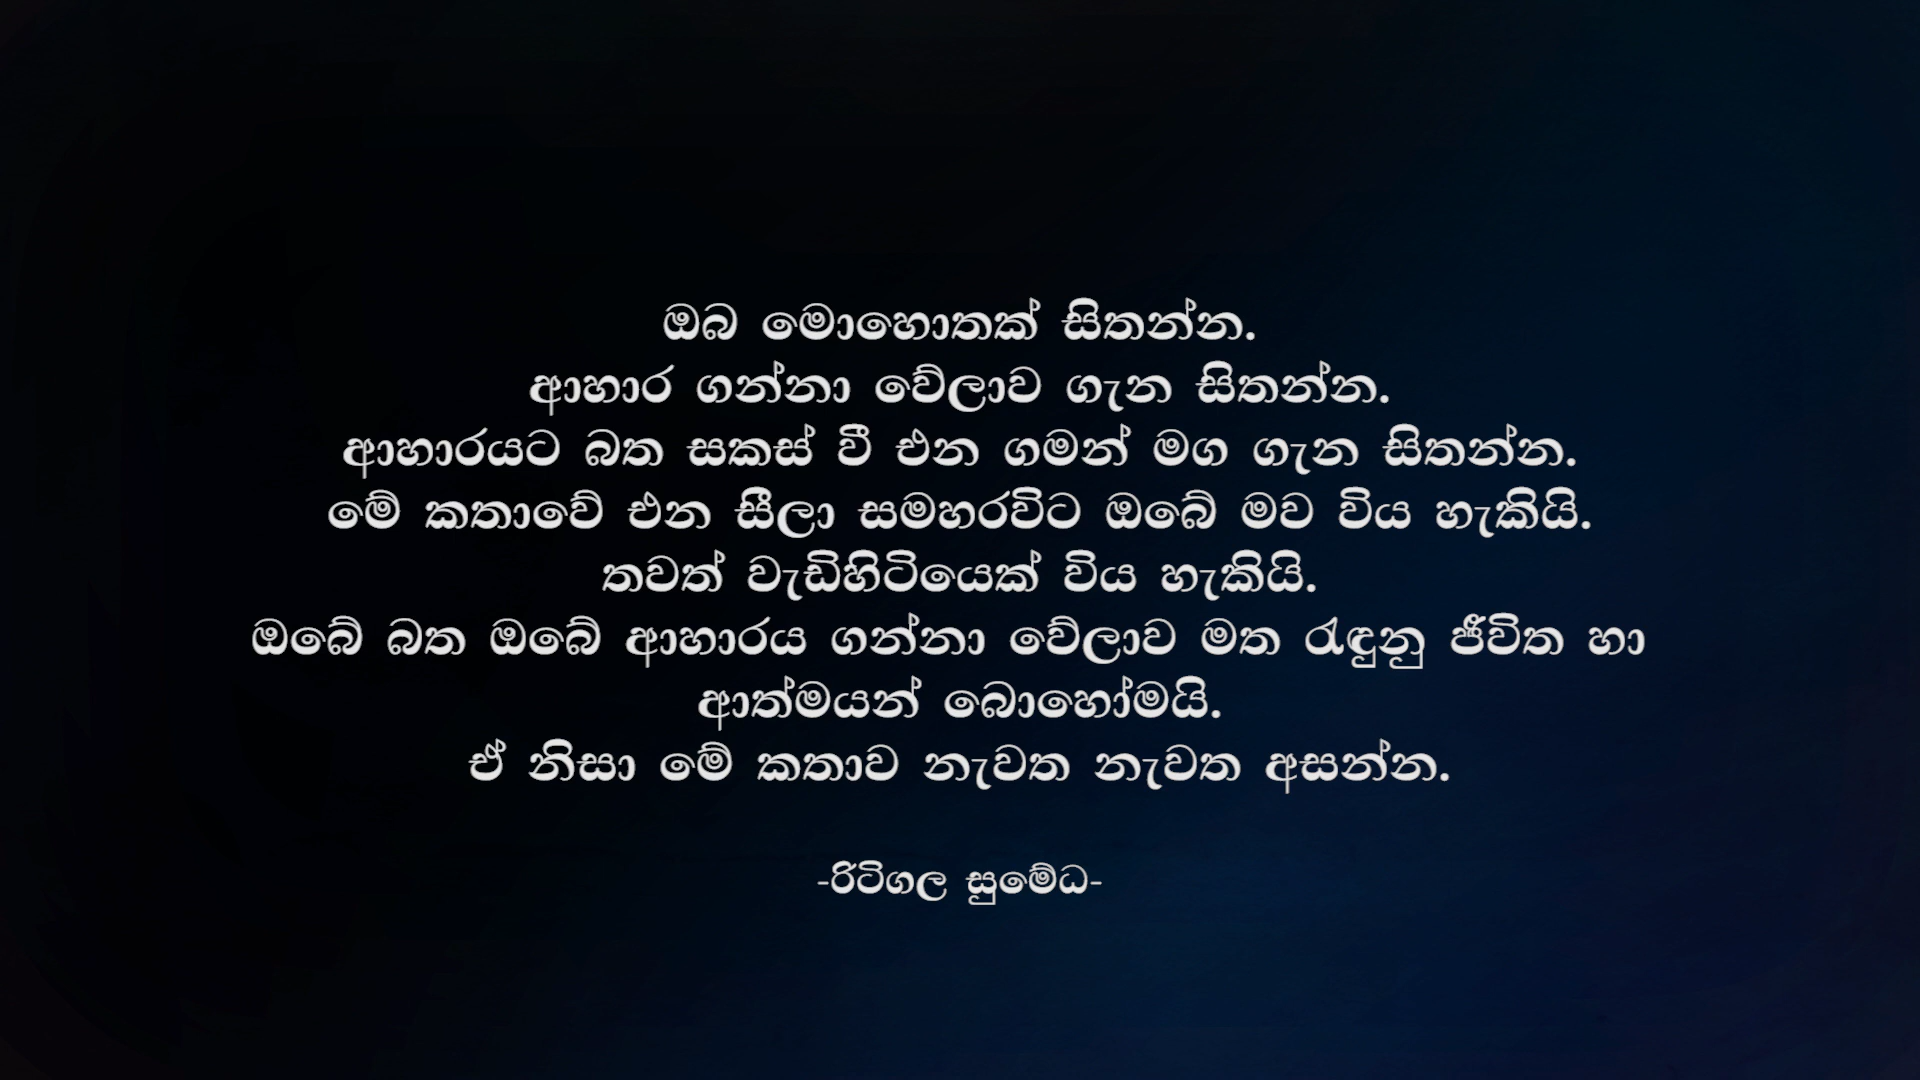 ඔබ මොහොතක් සිතන්න.
ආහාර ගන්නා වේලාව ගැන සිතන්න.
ආහාරයට බත සකස් වී එන ගමන් මග ගැන සිතන්න.
මේ කතාවේ එන සීලා සමහරවිට ඔබේ මව විය හැකියි.
තවත් වැඩිහිටියෙක් විය හැකියි.
ඔබේ බත ඔබේ ආහාරය ගන්නා වේලාව මත රැඳුනු ජීවිත හා
ආත්මයන් බොහෝමයි.
ඒ නිසා මේ කතාව නැවත නැවත අසන්න.
-රිටිගල සුමේධ-